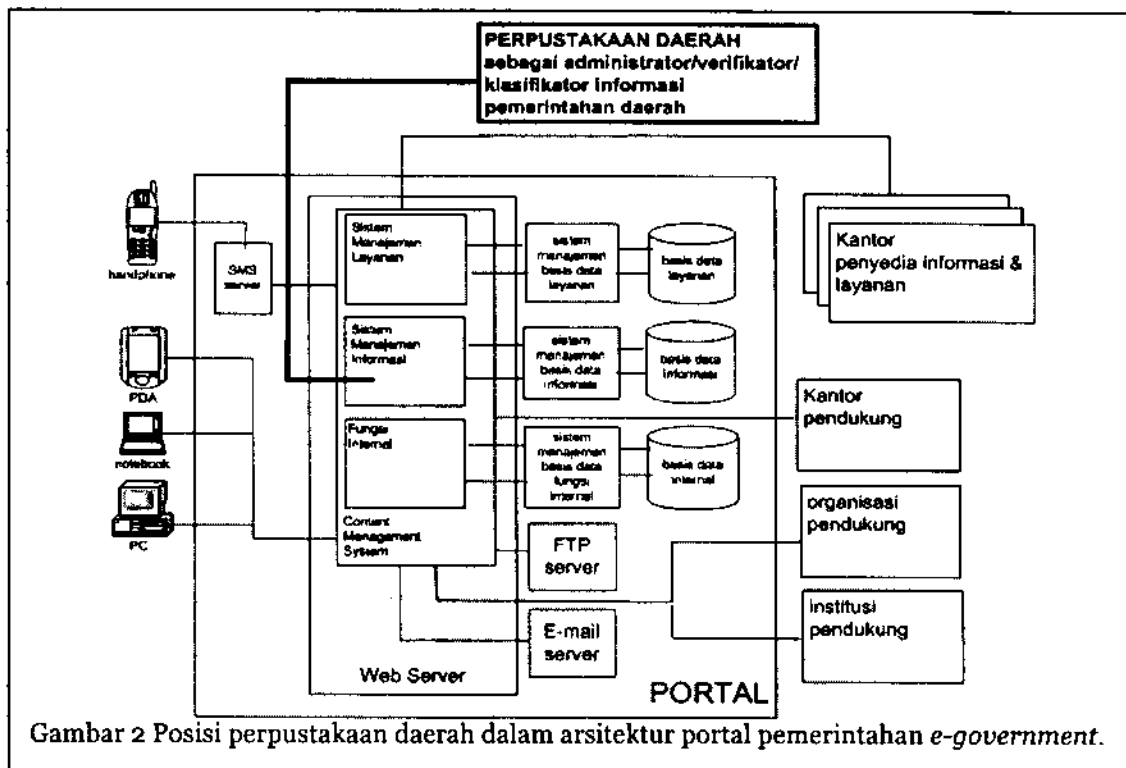 PERPUSTAKAAN DAERAH
sebagai administrator/verifikator/
klasifikator informasi
pemerintahan daerah
handphone
SMS
server
PDA
notebook
PC
Sistem
Manajemen
Layanan
sistem
manajemen
basis data
layanan
basis data
layanan
Sistem
Manajemen
Informasi
sistem
manajemen
basis data
informasi
basis data
informasi
Fungsi
Internal
sistem
manajemen
basis data
fungsi
internal
basis data
internal
Content
Management
System
FTP
server
E-mail
server
Web Server
PORTAL
Kantor
penyedia informasi &
layanan
Kantor
pendukung
organisasi
pendukung
institusi
pendukung
Gambar 2 Posisi perpustakaan daerah dalam arsitektur portal pemerintahan e-government.